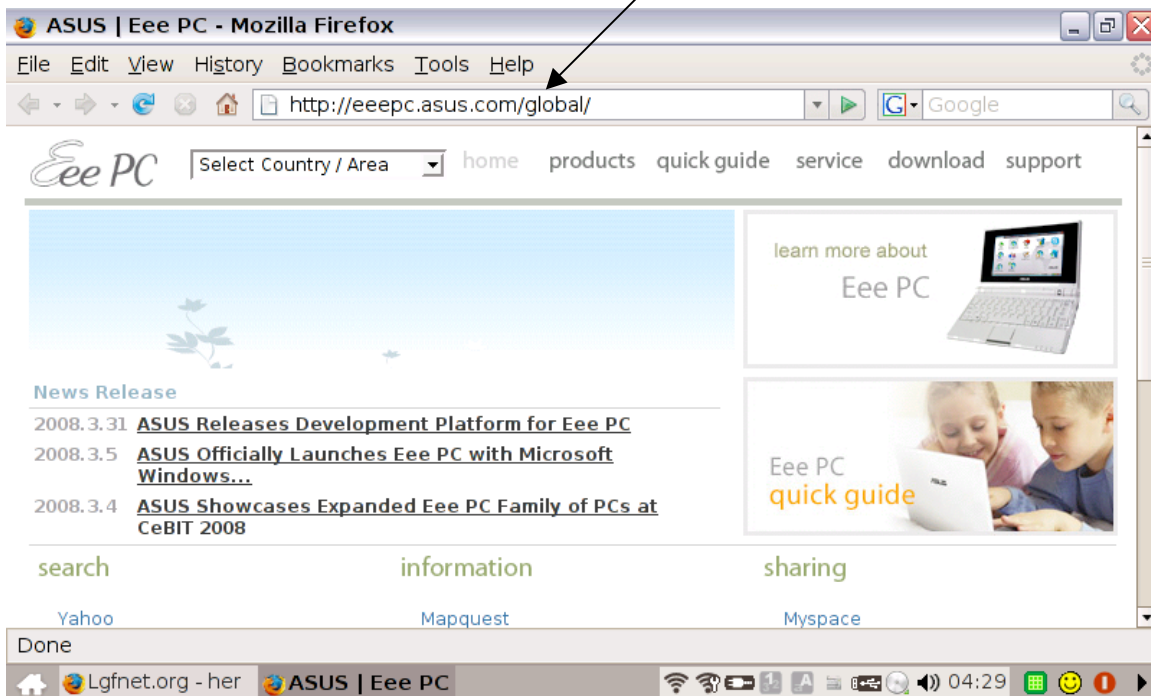 ASUS | Eee PC - Mozilla Firefox
File Edit View History Bookmarks Tools Help
http://eeepc.asus.com/global/
G Google
Eee PC Select Country / Area home products quick guide service download support
learn more about
Eee PC
News Release
2008.3.31 ASUS Releases Development Platform for Eee PC
2008.3.5 ASUS Officially Launches Eee PC with Microsoft
Windows...
2008.3.4 ASUS Showcases Expanded Eee PC Family of PCs at
CeBIT 2008
Eee PC
quick guide
search information sharing
Yahoo Mapquest Myspace
Done
Lgfnet.org - her ASUS | Eee PC 1 A 04:29